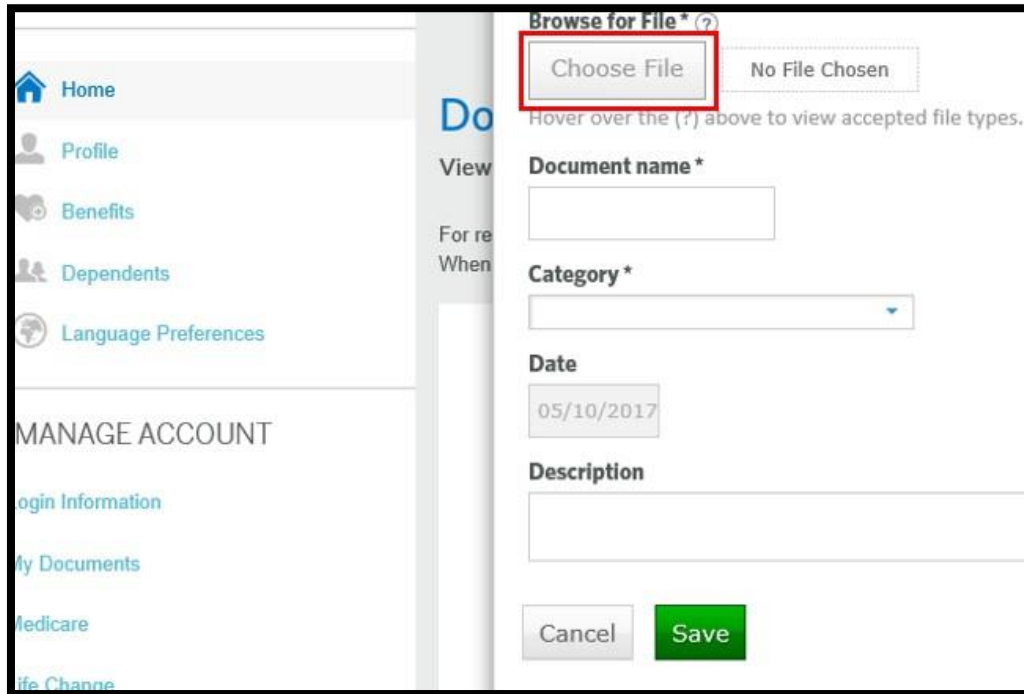 Home
Profile
Benefits
Dependents
Language Preferences
MANAGE ACCOUNT
ogin Information
My Documents
Medicare
ife Change
Do
View
For re
When
Browse for File * (?)
Choose File
No File Chosen
Hover over the (?) above to view accepted file types.
Document name *
Category *
Date
05/10/2017
Description
Cancel
Save